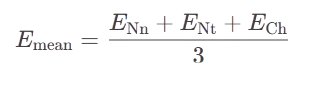 E_mean = (E_Nn + E_Nt + E_Ch) / 3